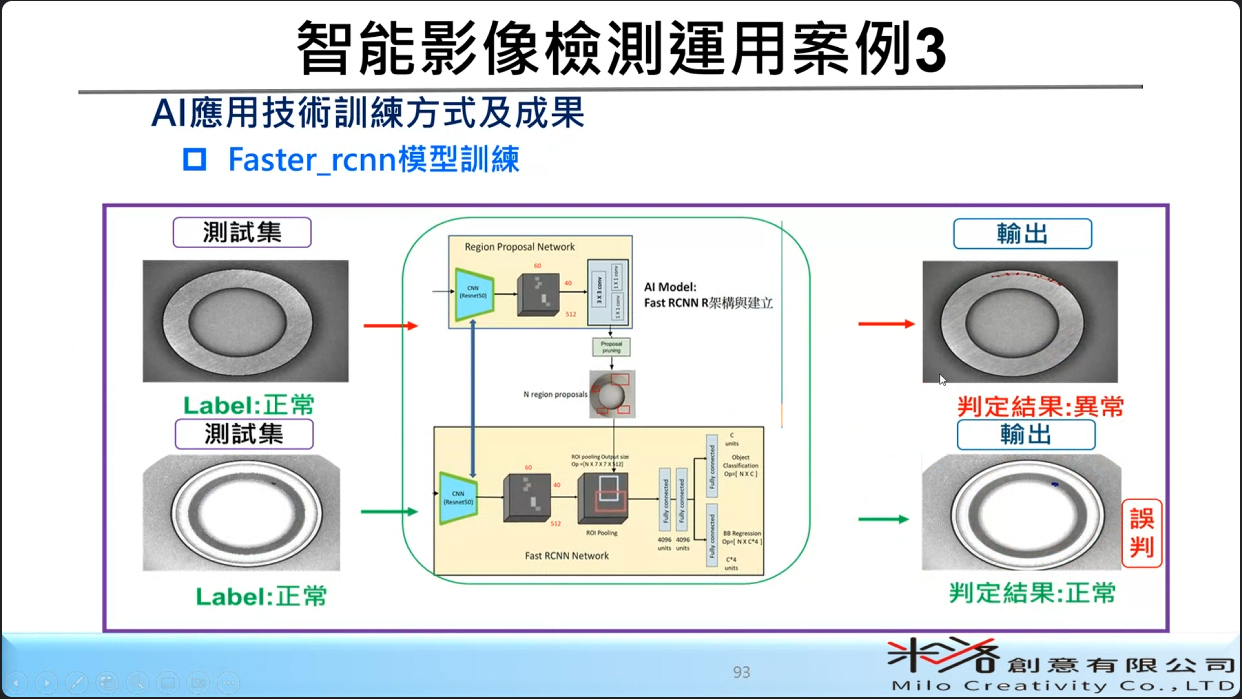 智能影像檢測運用案例3
AI應用技術訓練方式及成果
Faster_rcnn模型訓練
測試集
Label:正常
測試集
Label:正常
Region Proposal Network
CNN
(Resnet50)
60
40
512
3 X 3 conv
1 X 1 conv
1 X 1 conv
AI Model:
Fast RCNN R架構與建立
Proposal
pruning
N region proposals
CNN
(Resnet50)
60
40
512
ROI pooling Output size
Op =[N X 7 X 7 X 512]
ROI Pooling
Fully connected
Fully connected
4096
units
4096
units
Fully connected
Fully connected
C
units
Object
Classification
Op=[ N X C ]
BB Regression
Op=[ N X C*4 ]
C*4
units
Fast RCNN Network
輸出
判定結果:異常
輸出
誤判
判定結果:正常
93
米洛創意有限公司
Milo Creativity Co.,LTD